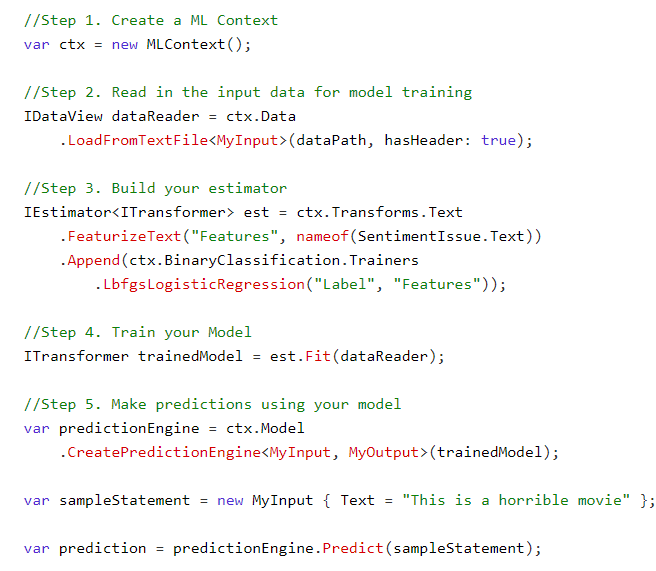 //Step 1. Create a ML Context
var ctx = new MLContext();

//Step 2. Read in the input data for model training
IDataView dataReader = ctx.Data
    .LoadFromTextFile<MyInput>(dataPath, hasHeader: true);

//Step 3. Build your estimator
IEstimator<ITransformer> est = ctx.Transforms.Text
    .FeaturizeText("Features", nameof(SentimentIssue.Text))
    .Append(ctx.BinaryClassification.Trainers
        .LbfgsLogisticRegression("Label", "Features"));

//Step 4. Train your Model
ITransformer trainedModel = est.Fit(dataReader);

//Step 5. Make predictions using your model
var predictionEngine = ctx.Model
    .CreatePredictionEngine<MyInput, MyOutput>(trainedModel);

var sampleStatement = new MyInput { Text = "This is a horrible movie" };

var prediction = predictionEngine.Predict(sampleStatement);